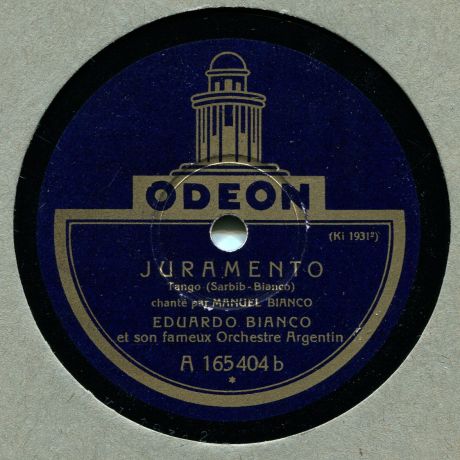 ODEON
(Ki 1931²)
JURAMENTO
Tango (Sarbib-Bianco)
chanté par MANUEL BIANCO
EDUARDO BIANCO
et son fameux Orchestre Argentin
A 165404 b
*